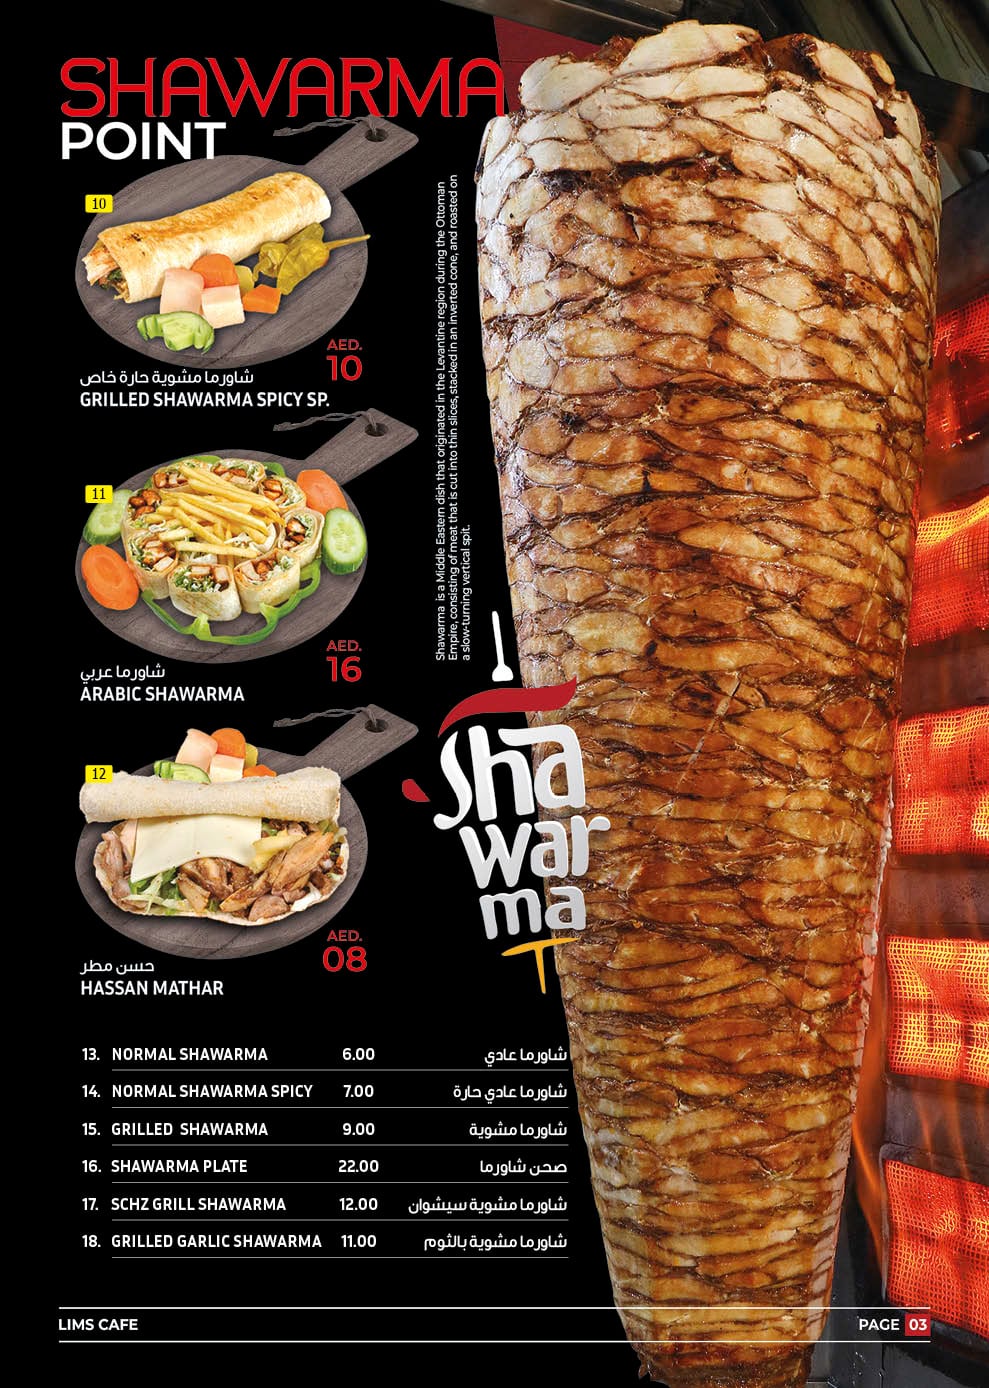 SHAWARMA
POINT
10
AED.
10
شاورما مشوية حارة خاص
GRILLED SHAWARMA SPICY SP.
11
AED.
16
شاورما عربي
ARABIC SHAWARMA
12
AED.
08
حسن مطر
HASSAN MATHAR
Shawarma is a Middle Eastern dish that originated in the Levantine region during the Ottoman
Empire, consisting of meat that is cut into thin slices, stacked in an inverted cone, and roasted on
a slow-turning vertical spit.
sha
war
ma
13. NORMAL SHAWARMA 6.00 شاورما عادي
14. NORMAL SHAWARMA SPICY 7.00 شاورما عادي حارة
15. GRILLED SHAWARMA 9.00 شاورما مشوية
16. SHAWARMA PLATE 22.00 صحن شاورما
17. SCHZ GRILL SHAWARMA 12.00 شاورما مشوية سيشوان
18. GRILLED GARLIC SHAWARMA 11.00 شاورما مشوية بالثوم
LIMS CAFE
PAGE 03